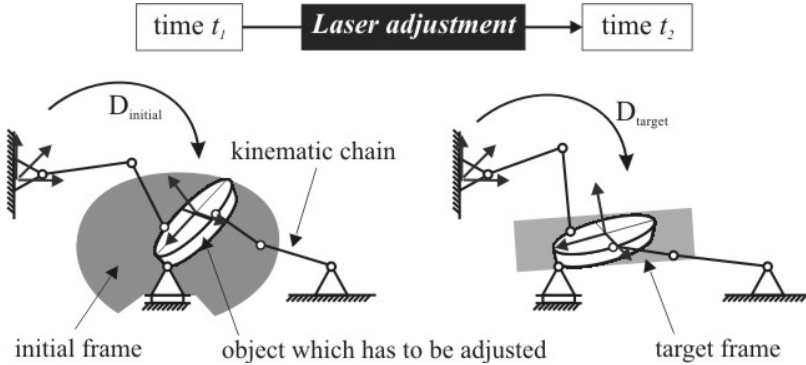 time t1
Laser adjustment
time t2
Dinitial
kinematic chain
Dtarget
initial frame
object which has to be adjusted
target frame